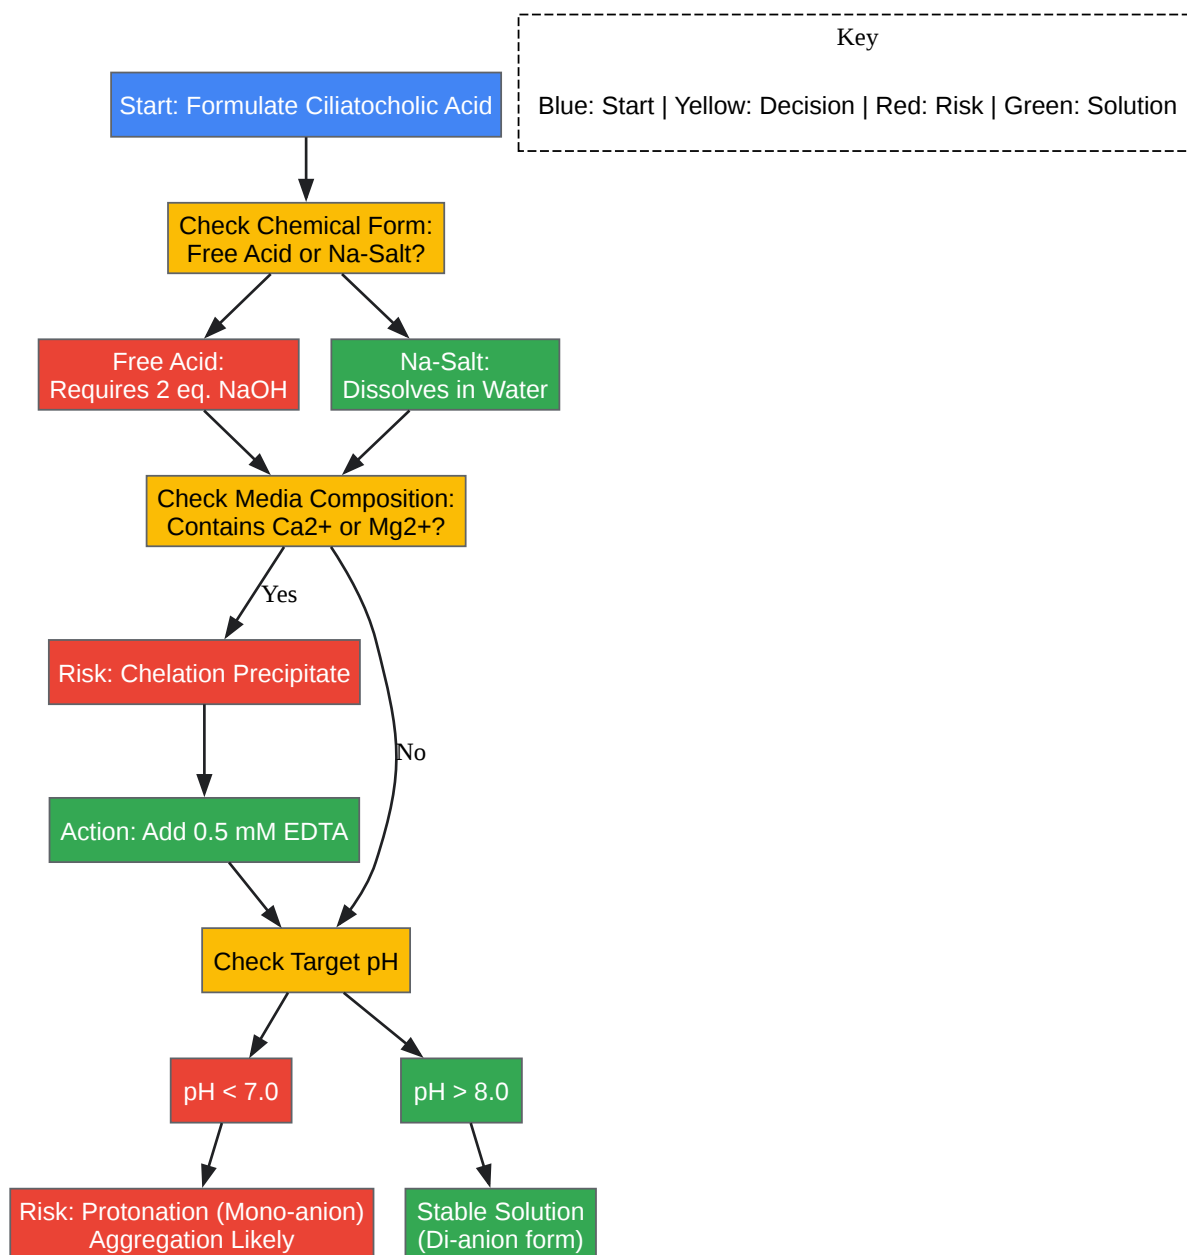 Key
Blue: Start | Yellow: Decision | Red: Risk | Green: Solution
Start: Formulate Ciliatocholic Acid
Check Chemical Form:
Free Acid or Na-Salt?
Free Acid:
Requires 2 eq. NaOH
Na-Salt:
Dissolves in Water
Check Media Composition:
Contains Ca2+ or Mg2+?
Yes
Risk: Chelation Precipitate
No
Action: Add 0.5 mM EDTA
Check Target pH
pH < 7.0
pH > 8.0
Risk: Protonation (Mono-anion)
Aggregation Likely
Stable Solution
(Di-anion form)